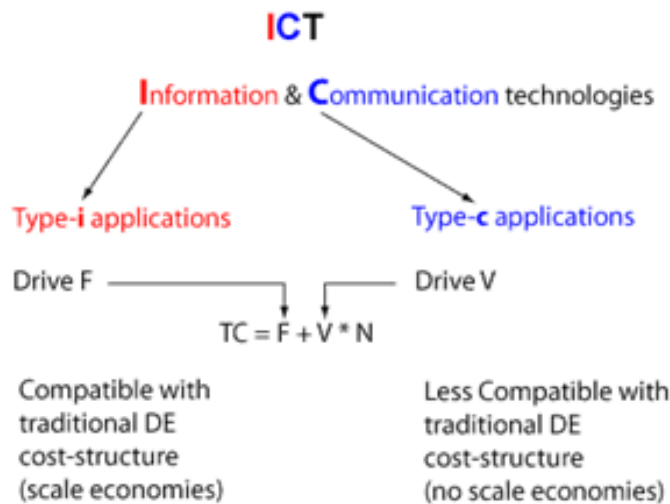 ICT
Information & Communication technologies
Type-i applications
Type-c applications
Drive F
Drive V
TC = F + V * N
Compatible with
traditional DE
cost-structure
(scale economies)
Less Compatible with
traditional DE
cost-structure
(no scale economies)